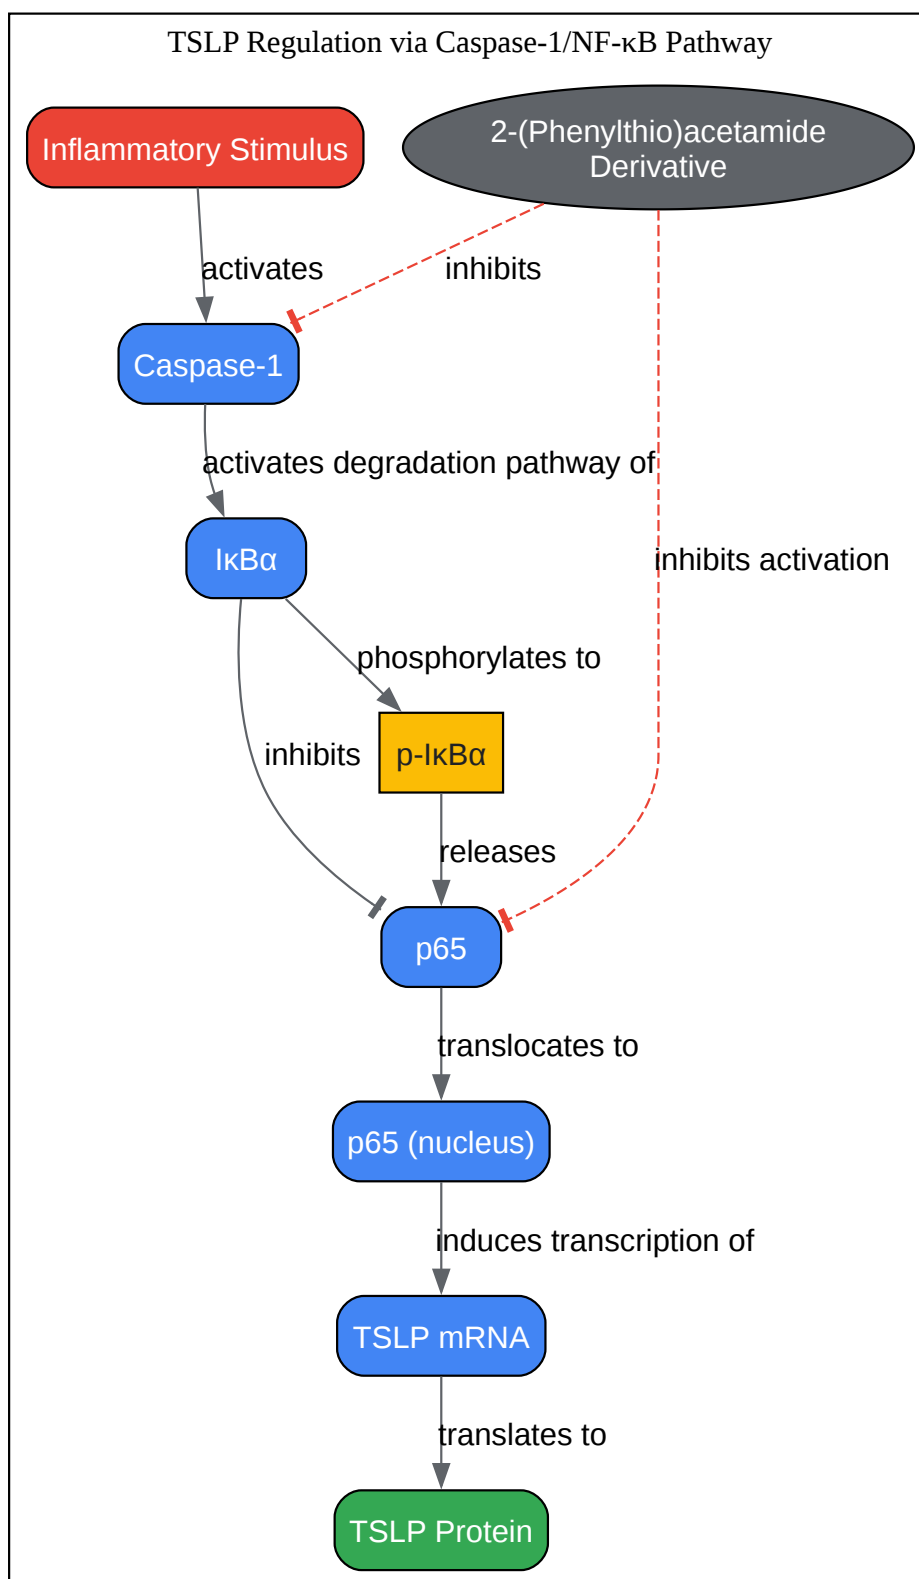 TSLP Regulation via Caspase-1/NF-κB Pathway
Inflammatory Stimulus
2-(Phenylthio)acetamide
Derivative
activates
inhibits
Caspase-1
activates degradation pathway of
IκBα
inhibits activation
phosphorylates to
inhibits
p-IκBα
releases
p65
translocates to
p65 (nucleus)
induces transcription of
TSLP mRNA
translates to
TSLP Protein